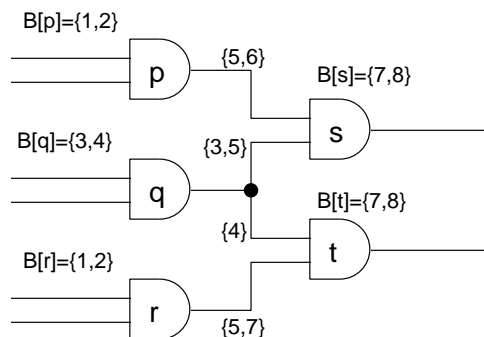 B[p]={1,2}
p
{5,6}
B[s]={7,8}
s
B[q]={3,4}
q
{3,5}
{4}
B[t]={7,8}
t
B[r]={1,2}
r
{5,7}